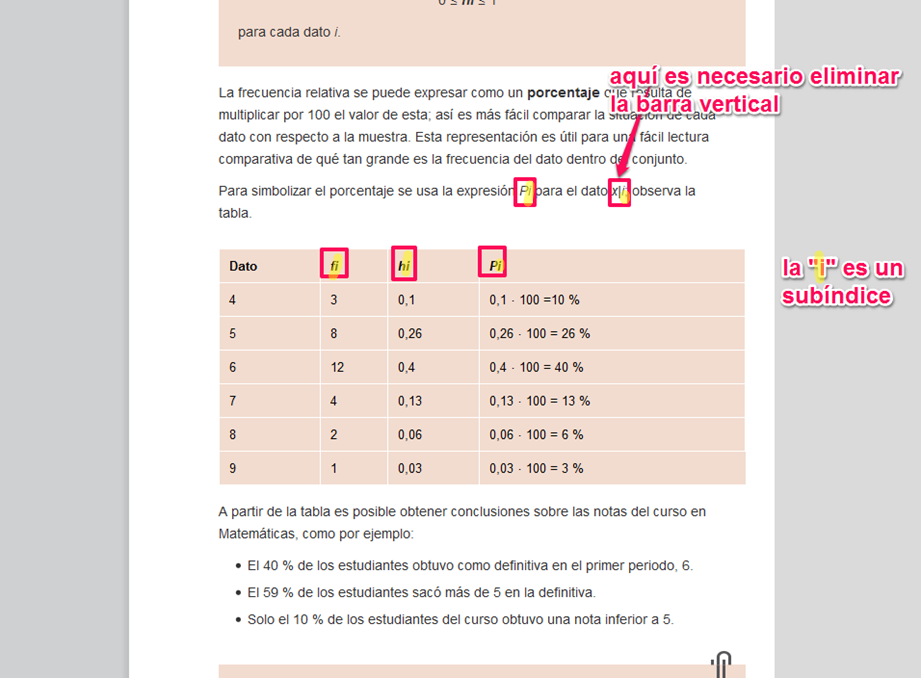 0 ≤ hi ≤ 1
para cada dato i.
aquí es necesario eliminar
la barra vertical
La frecuencia relativa se puede expresar como un porcentaje que resulta de
multiplicar por 100 el valor de esta; así es más fácil comparar la situación de cada
dato con respecto a la muestra. Esta representación es útil para una fácil lectura
comparativa de qué tan grande es la frecuencia del dato dentro del conjunto.
Para simbolizar el porcentaje se usa la expresión Pi para el dato x|i; observa la
tabla.
Dato fi hi Pi
la "i" es un
subíndice
4 3 0,1 0,1 · 100 =10 %
5 8 0,26 0,26 · 100 = 26 %
6 12 0,4 0,4 · 100 = 40 %
7 4 0,13 0,13 · 100 = 13 %
8 2 0,06 0,06 · 100 = 6 %
9 1 0,03 0,03 · 100 = 3 %
A partir de la tabla es posible obtener conclusiones sobre las notas del curso en
Matemáticas, como por ejemplo:
• El 40 % de los estudiantes obtuvo como definitiva en el primer periodo, 6.
• El 59 % de los estudiantes sacó más de 5 en la definitiva.
• Solo el 10 % de los estudiantes del curso obtuvo una nota inferior a 5.